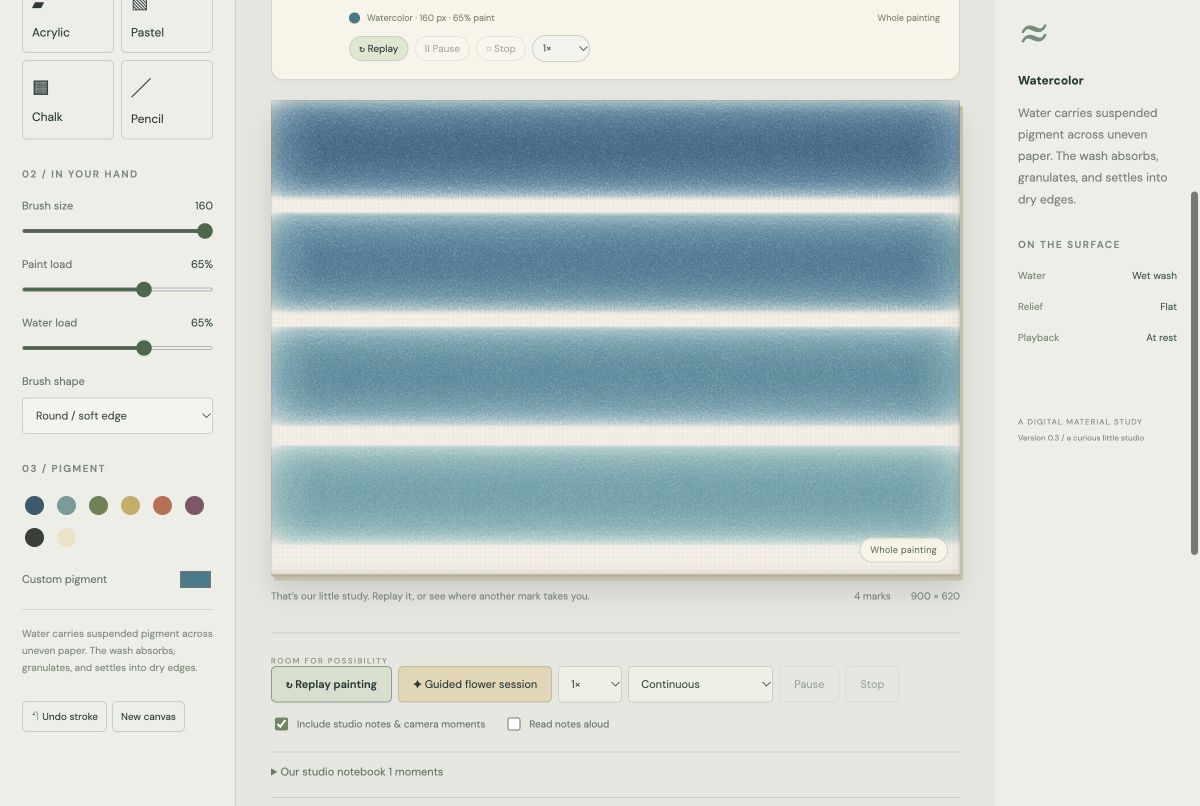 Acrylic
Pastel
Chalk
Pencil
02 / IN YOUR HAND
Brush size 160
Paint load 65%
Water load 65%
Brush shape
Round / soft edge
03 / PIGMENT
Custom pigment
Water carries suspended pigment across
uneven paper. The wash absorbs,
granulates, and settles into dry edges.
Undo stroke
New canvas
Watercolor · 160 px · 65% paint
Whole painting
↻ Replay
II Pause
▫ Stop
1×
Whole painting
That's our little study. Replay it, or see where another mark takes you.
4 marks
900 × 620
ROOM FOR POSSIBILITY
↻ Replay painting
✦ Guided flower session
1×
Continuous
Pause
Stop
Include studio notes & camera moments
Read notes aloud
Our studio notebook 1 moments
Watercolor
Water carries suspended
pigment across uneven
paper. The wash absorbs,
granulates, and settles into
dry edges.
ON THE SURFACE
Water Wet wash
Relief Flat
Playback At rest
A DIGITAL MATERIAL STUDY
Version 0.3 / a curious little studio